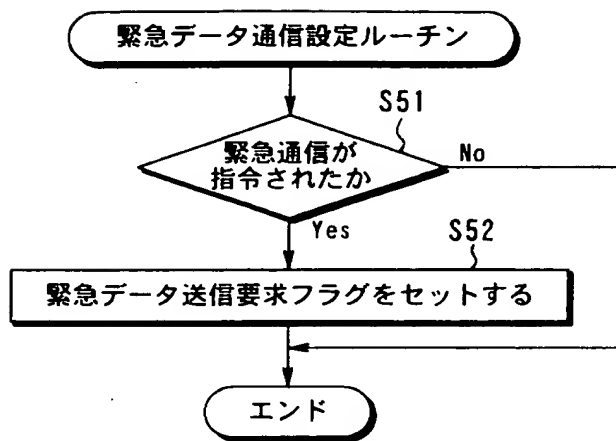 緊急データ通信設定ルーチン
S51
緊急通信が
指令されたか
No
Yes
S52
緊急データ送信要求フラグをセットする
エンド